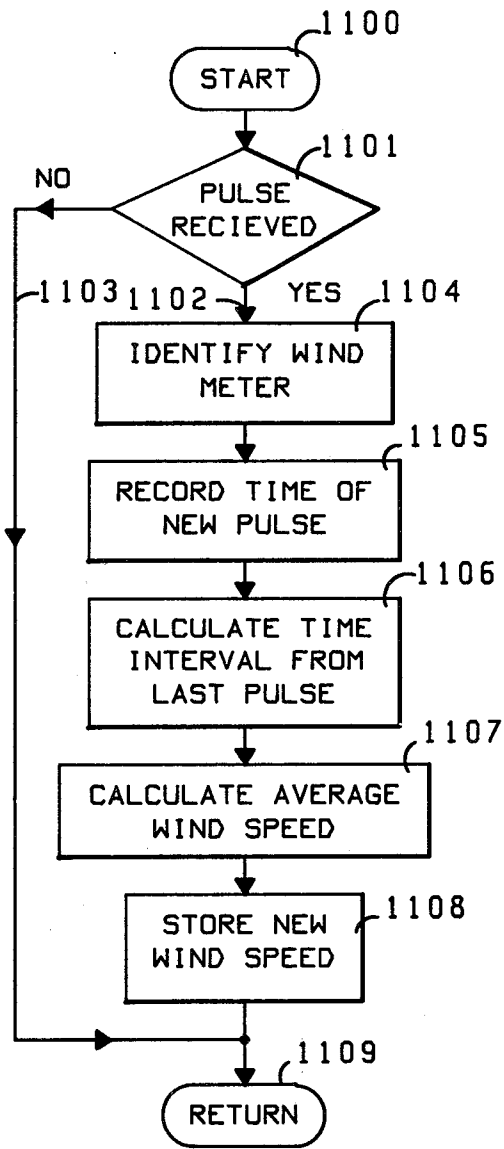 1100
START
1101
NO
PULSE
RECIEVED
1103
1102
YES
1104
IDENTIFY WIND
METER
1105
RECORD TIME OF
NEW PULSE
1106
CALCULATE TIME
INTERVAL FROM
LAST PULSE
1107
CALCULATE AVERAGE
WIND SPEED
1108
STORE NEW
WIND SPEED
1109
RETURN